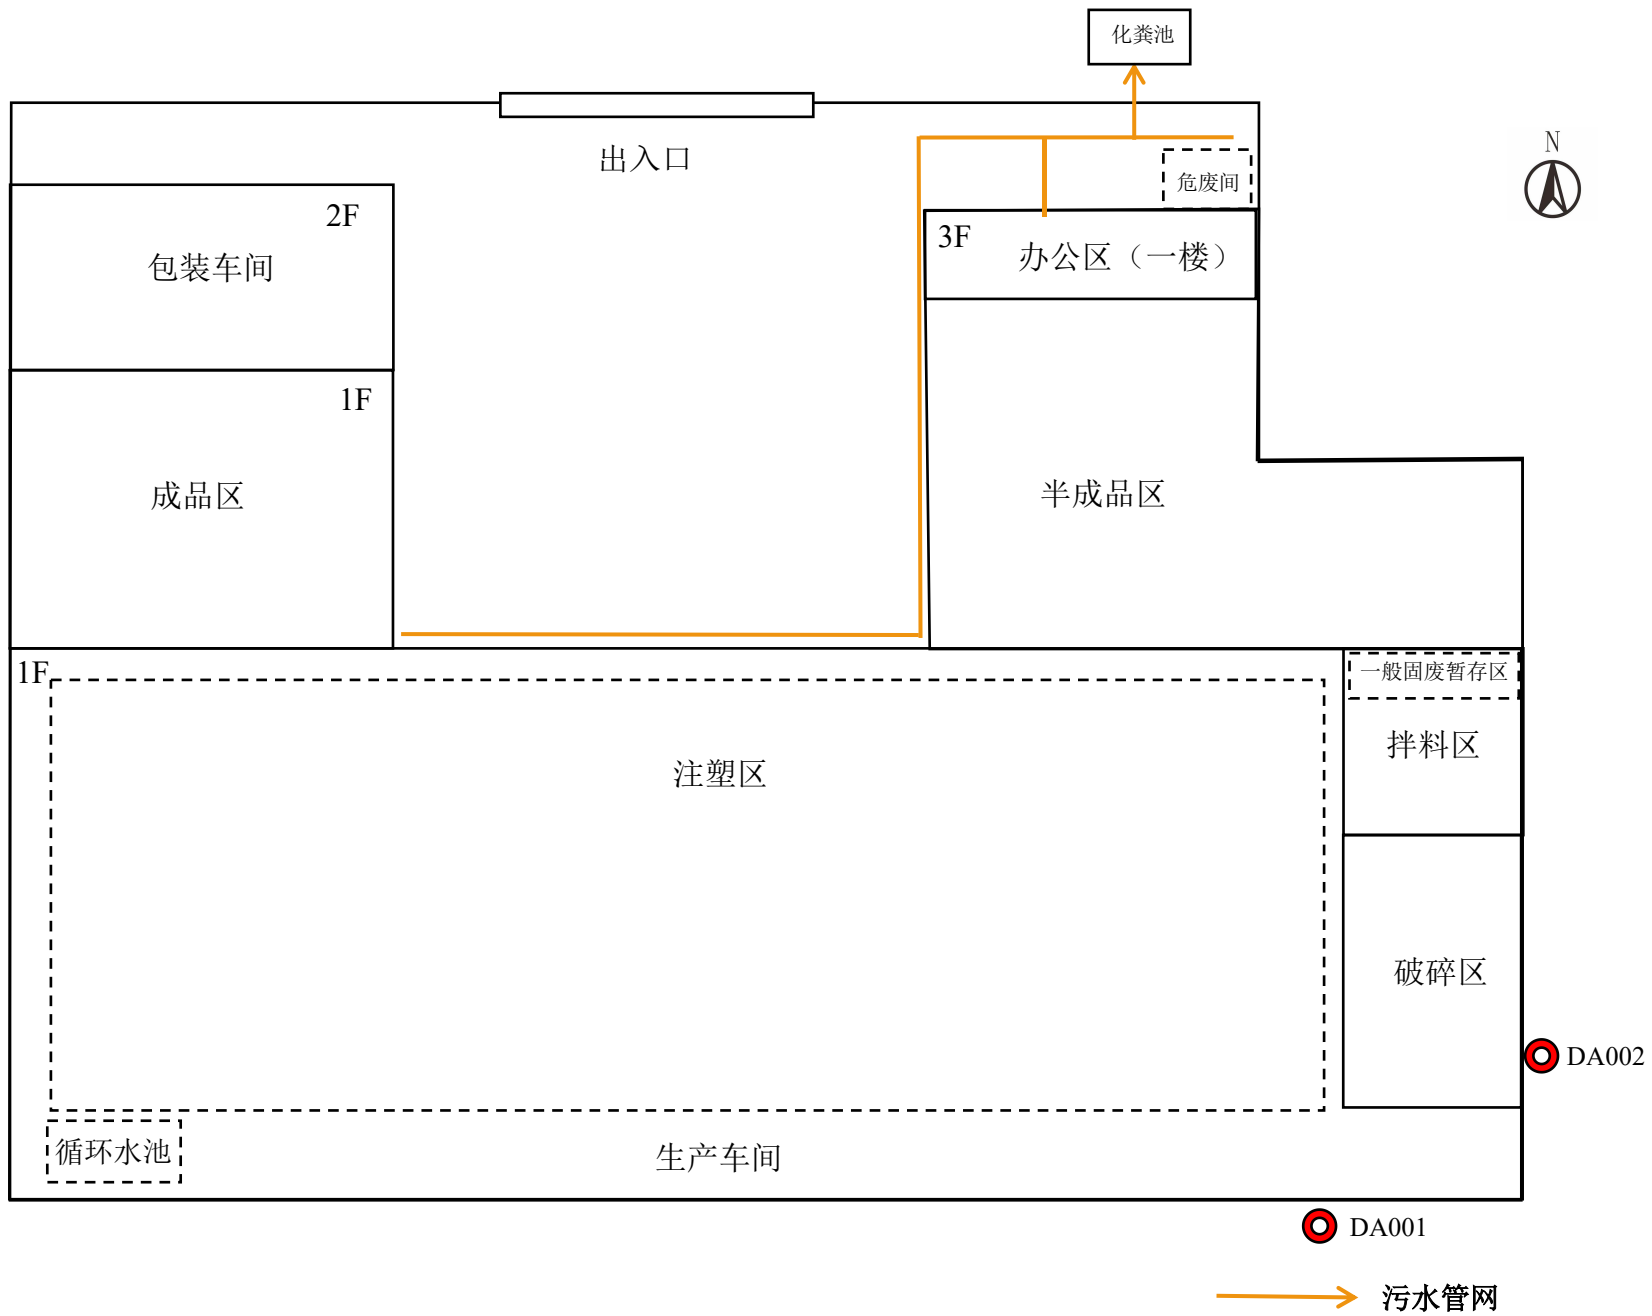 化粪池
出入口
N
危废间
2F
3F
办公区（一楼）
包装车间
1F
成品区
半成品区
1F
一般固废暂存区
拌料区
注塑区
破碎区
DA002
循环水池
生产车间
DA001
污水管网